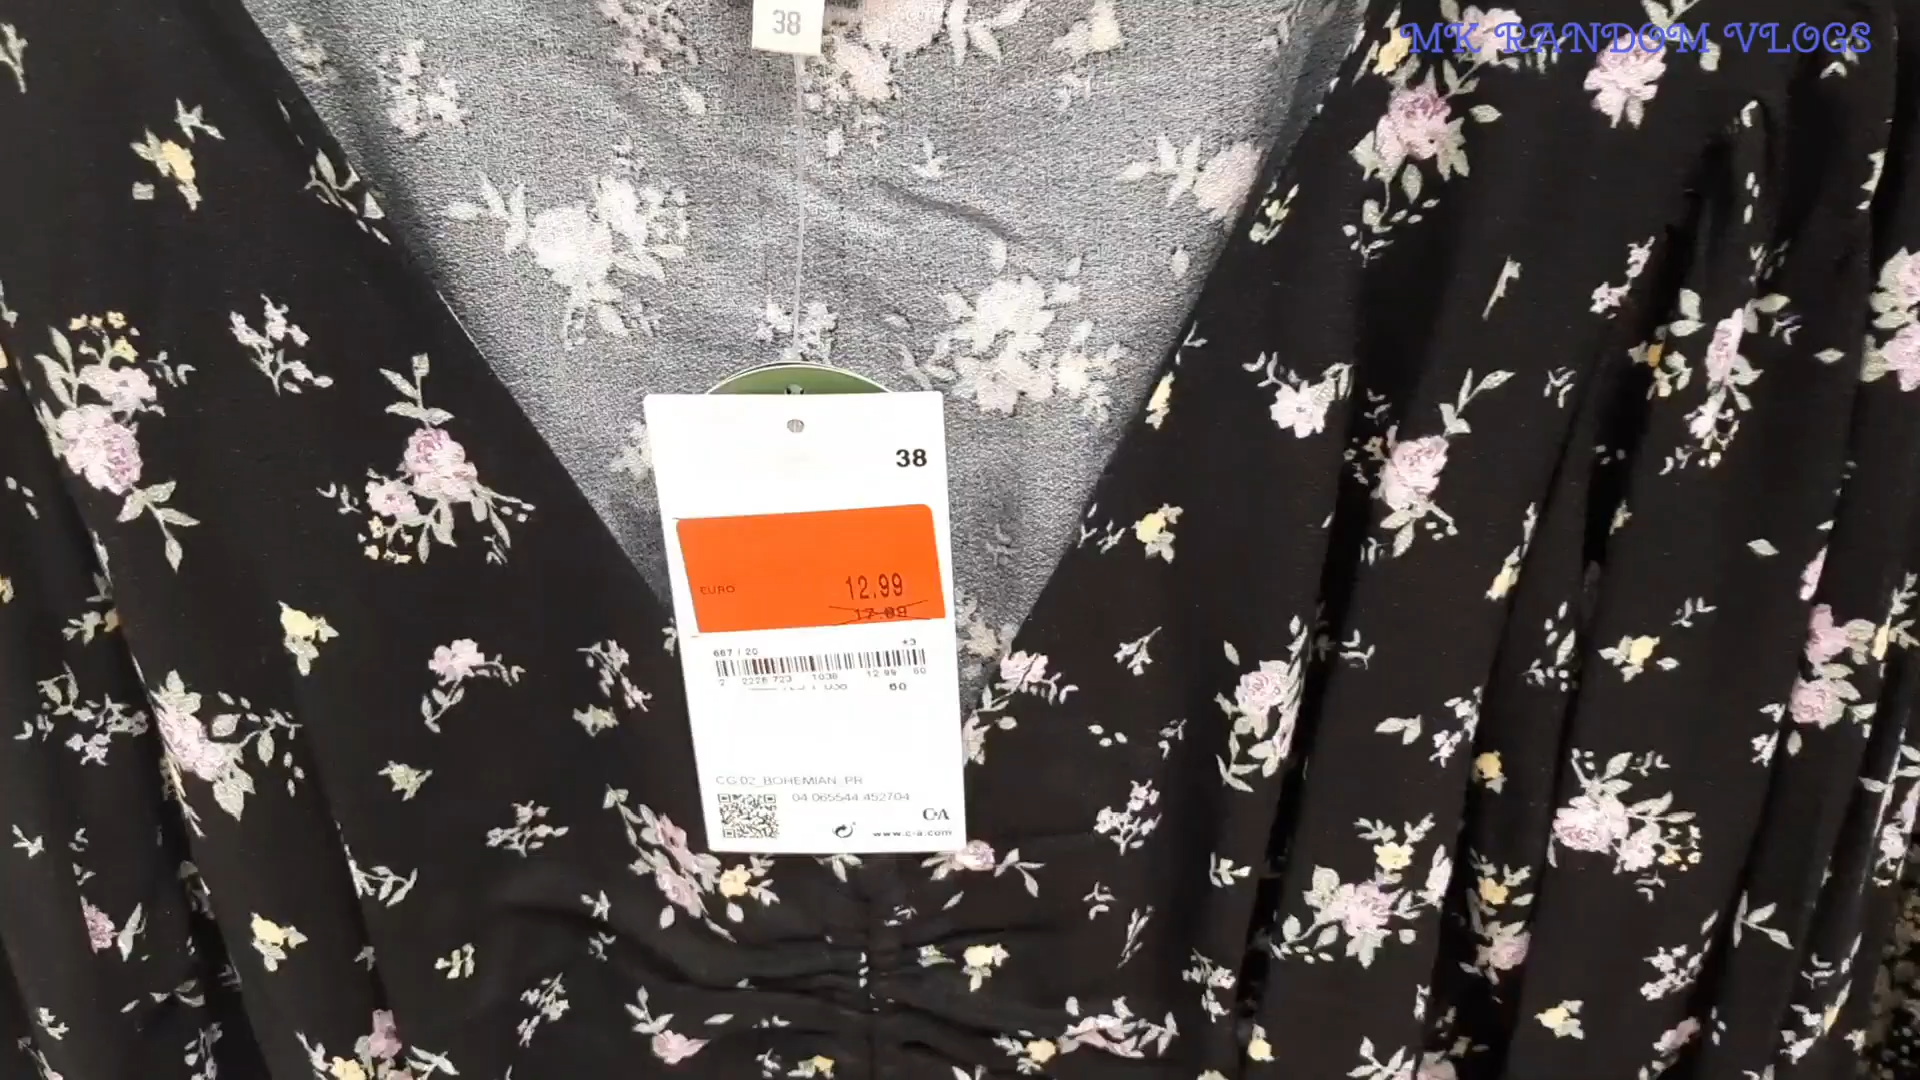 MK RANDOM VLOGS
38
38
EURO 12.99
17.99
+3
667 / 20
2 2226 723 1038 12 99 60
60
CG.02_BOHEMIAN_PR
04 065544 452704
C&A
www.c-a.com